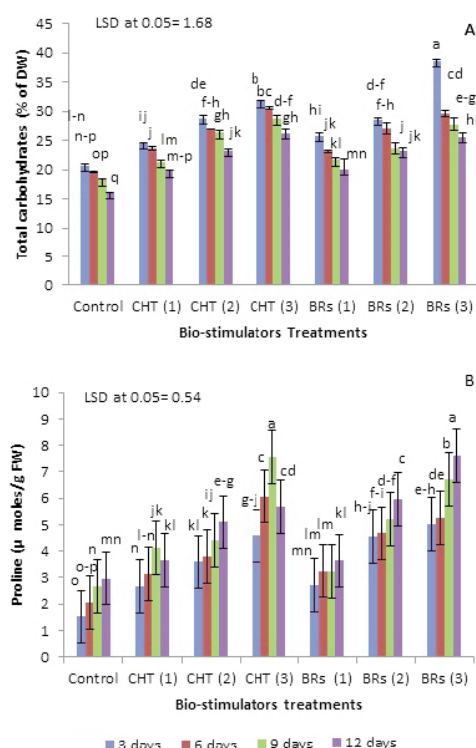 LSD at 0.05= 1.68
A
Total carbohydrates (% of DW)
45
40
35
30
25
20
15
10
5
0
l-n
n-p
op
q
ij
j
lm
m-p
de
f-h
gh
jk
b
bc
d-f
gh
hi
jk
kl
mn
d-f
f-h
j
jk
a
cd
e-g
hi
Control CHT (1) CHT (2) CHT (3) BRs (1) BRs (2) BRs (3)
Bio-stimulators Treatments
B
LSD at 0.05= 0.54
Proline (µ moles/g FW)
10
9
8
7
6
5
4
3
2
1
0
o
o-p
n
mn
n
l-n
jk
kl
kl
k
ij
e-g
g-j
c
a
cd
mn
lm
lm
kl
h-j
f-i
d-f
c
e-h
de
b
a
Control CHT (1) CHT (2) CHT (3) BRs (1) BRs (2) BRs (3)
Bio-stimulators treatments
3 days 6 days 9 days 12 days